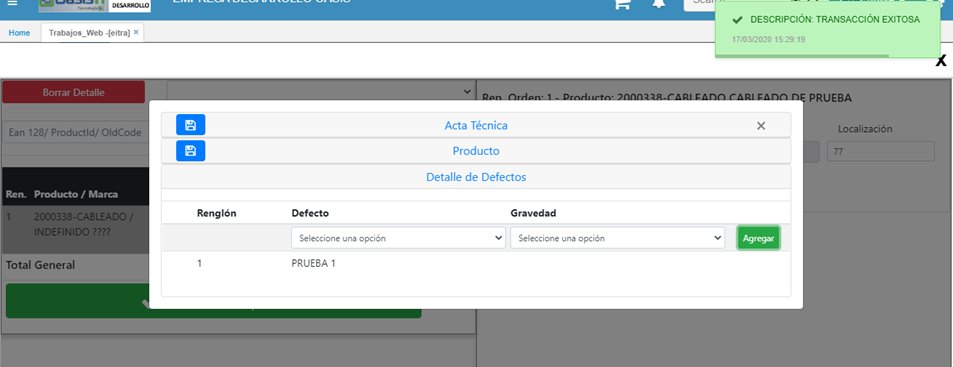 EMPRESA DESARROLLO OASIS
DESARROLLO
DESCRIPCIÓN: TRANSACCIÓN EXITOSA
17/03/2020 15:29:19
Home
Trabajos_Web -[eitra] ×
X
Borrar Detalle
Ren. Orden: 1 - Producto: 2000338-CABLEADO CABLEADO DE PRUEBA
Ean 128/ ProductId/ OldCode
Localización
77
Acta Técnica
×
Producto
Detalle de Defectos
Ren. Producto / Marca
Renglón Defecto Gravedad
1 2000338-CABLEADO /
INDEFINIDO ????
Seleccione una opción Seleccione una opción Agregar
1 PRUEBA 1
Total General